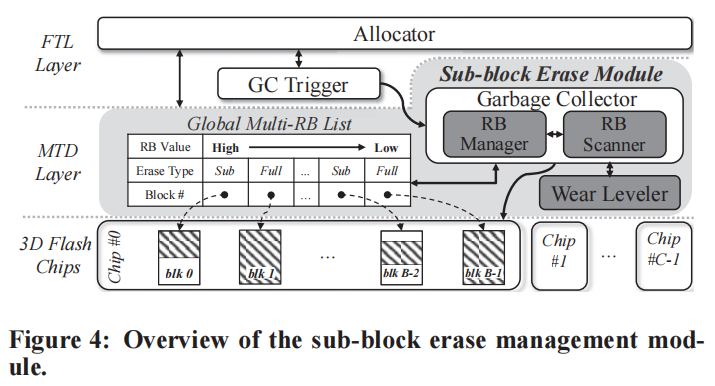 Allocator
FTL
Layer
GC Trigger
Sub-block Erase Module
Garbage Collector
RB
Manager
RB
Scanner
Wear Leveler
Global Multi-RB List
MTD
Layer
RB Value High Low
Erase Type Sub Full ... Sub Full
Block # ...
3D Flash
Chips
Chip #0
blk 0
blk 1
...
blk B-2
blk B-1
Chip
#1
...
Chip
#C-1
Figure 4: Overview of the sub-block erase management mod-
ule.